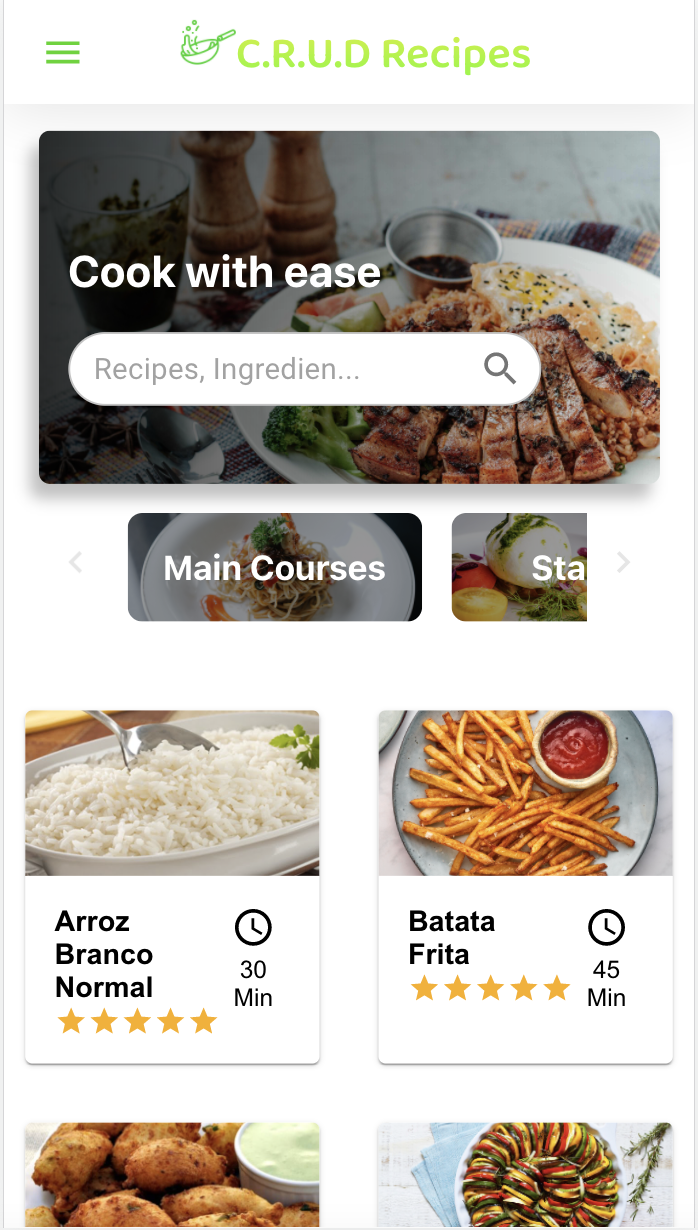 C.R.U.D Recipes
Cook with ease
Recipes, Ingredien...
Main Courses
Sta
Arroz
Branco
Normal
30
Min
Batata
Frita
45
Min